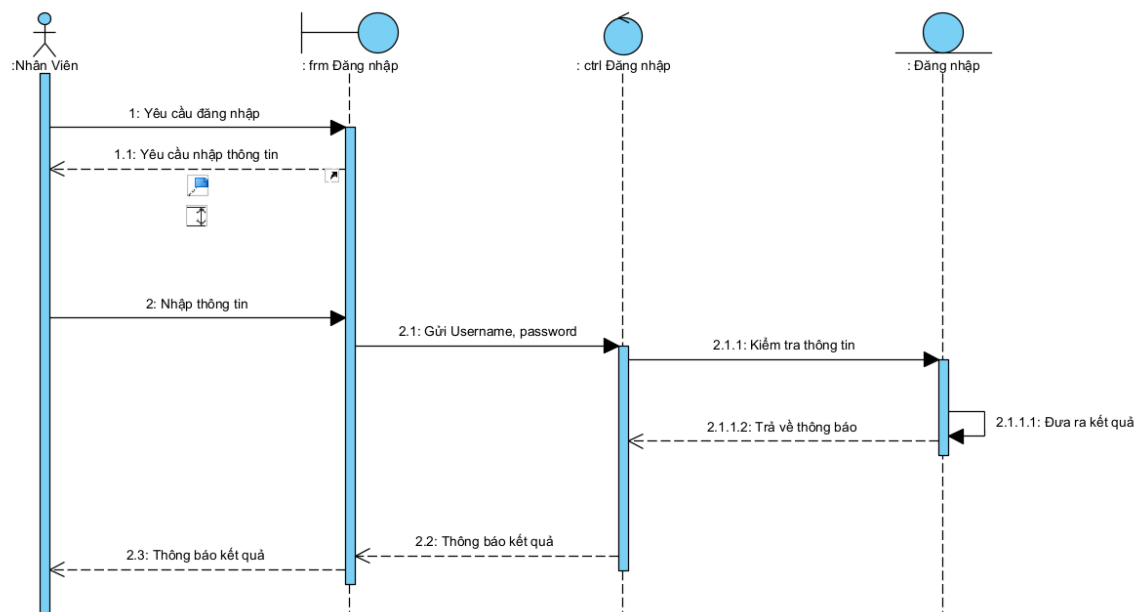 :Nhân Viên
: frm Đăng nhập
: ctrl Đăng nhập
: Đăng nhập
1: Yêu cầu đăng nhập
1.1: Yêu cầu nhập thông tin
2: Nhập thông tin
2.1: Gửi Username, password
2.1.1: Kiểm tra thông tin
2.1.1.1: Đưa ra kết quả
2.1.1.2: Trả về thông báo
2.2: Thông báo kết quả
2.3: Thông báo kết quả